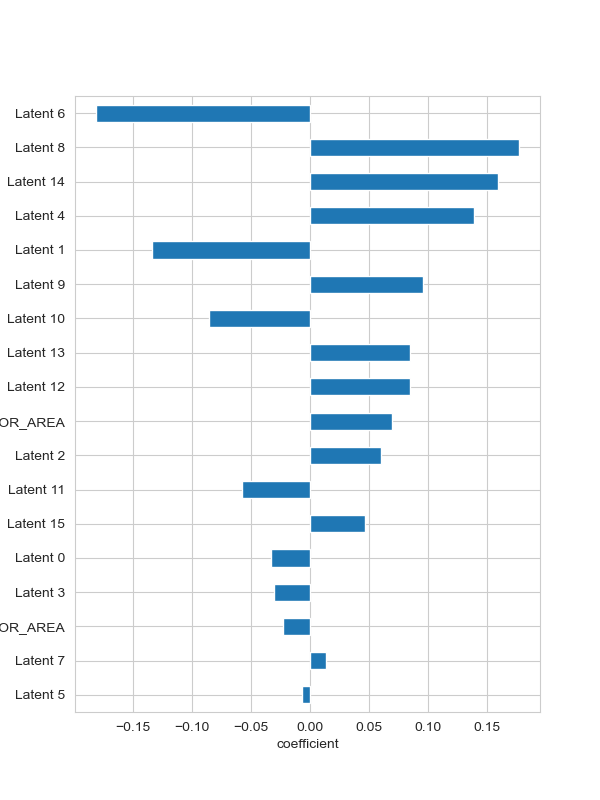 Latent 6
Latent 8
Latent 14
Latent 4
Latent 1
Latent 9
Latent 10
Latent 13
Latent 12
OR_AREA
Latent 2
Latent 11
Latent 15
Latent 0
Latent 3
OR_AREA
Latent 7
Latent 5
−0.15 −0.10 −0.05 0.00 0.05 0.10 0.15
coefficient